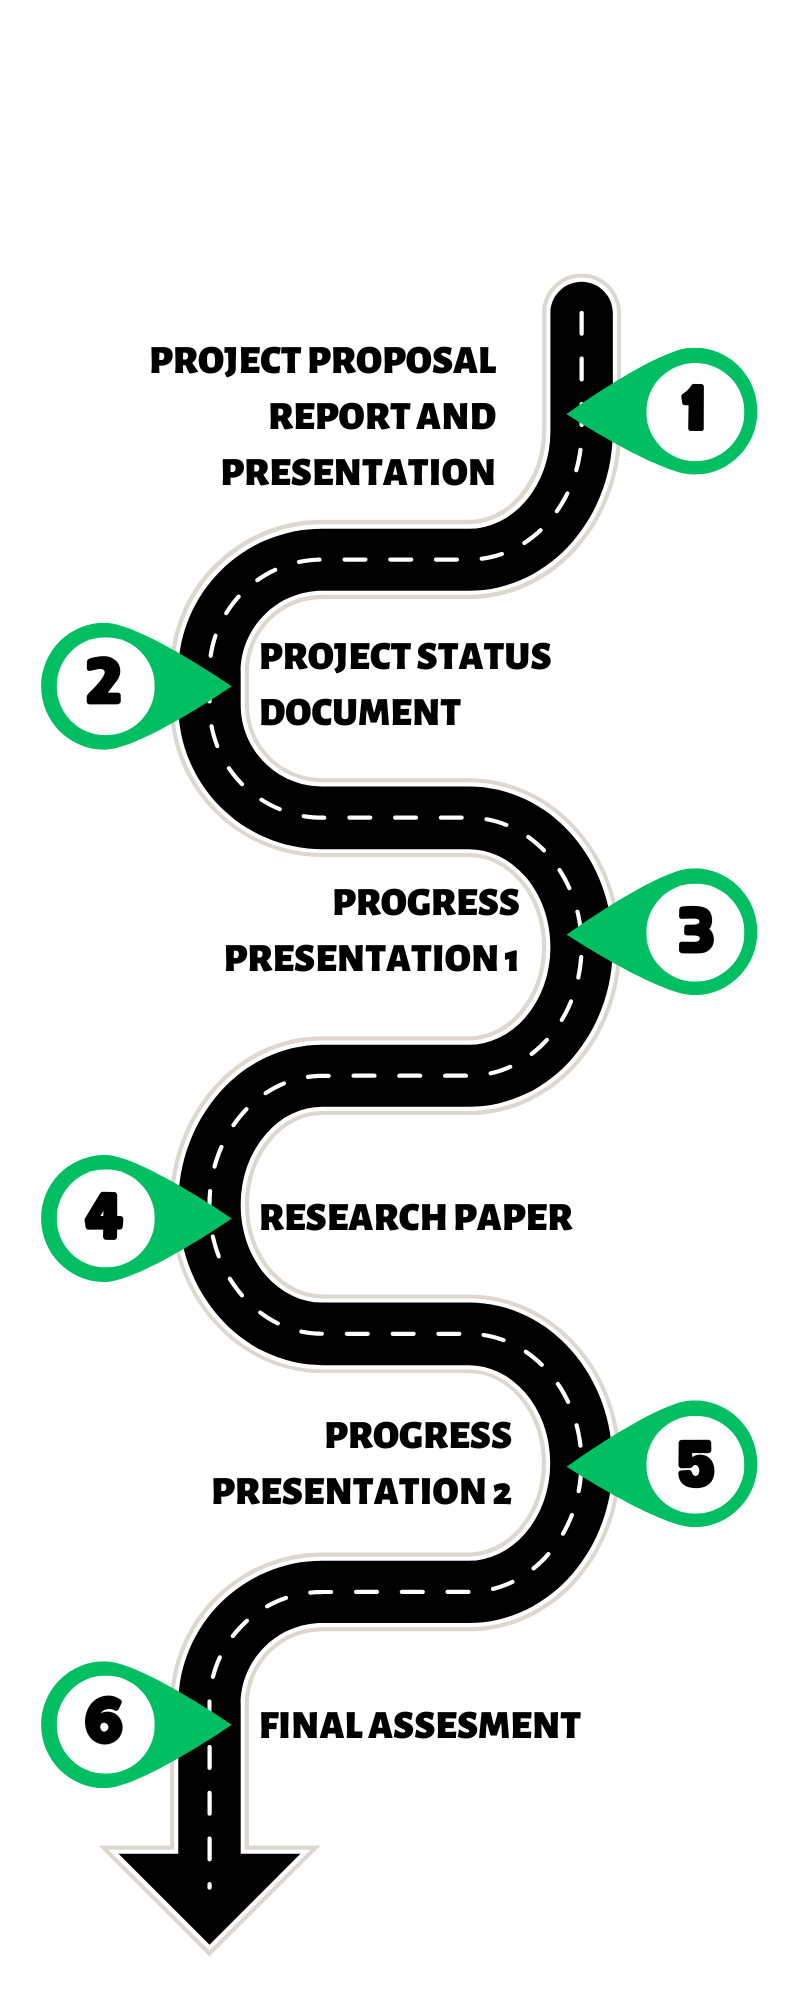 PROJECT PROPOSAL
REPORT AND
PRESENTATION
1
2
PROJECT STATUS
DOCUMENT
PROGRESS
PRESENTATION 1
3
4
RESEARCH PAPER
PROGRESS
PRESENTATION 2
5
6
FINAL ASSESMENT